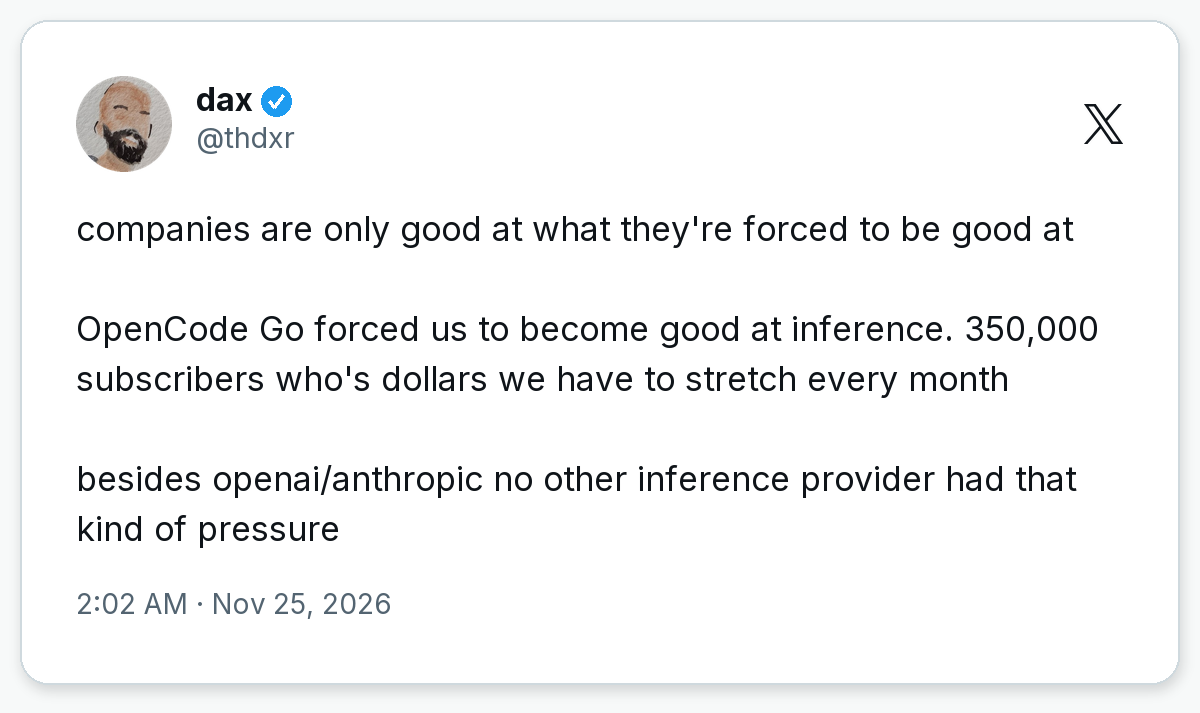 dax
@thdxr
companies are only good at what they're forced to be good at
OpenCode Go forced us to become good at inference. 350,000
subscribers who's dollars we have to stretch every month
besides openai/anthropic no other inference provider had that
kind of pressure
2:02 AM · Nov 25, 2026